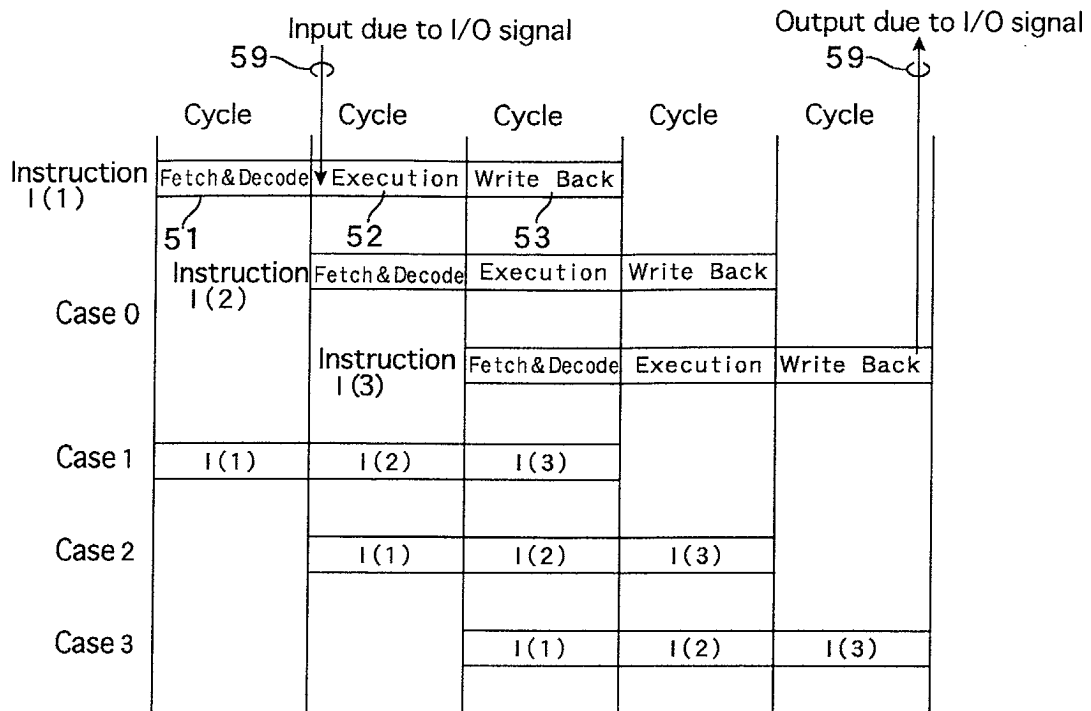 Input due to I/O signal
Output due to I/O signal
59
59
Cycle Cycle Cycle Cycle Cycle
Instruction
I(1)
Fetch&Decode Execution Write Back
51 52 53
Instruction
I(2)
Fetch&Decode Execution Write Back
Case 0
Instruction
I(3)
Fetch&Decode Execution Write Back
Case 1 I(1) I(2) I(3)
Case 2 I(1) I(2) I(3)
Case 3 I(1) I(2) I(3)